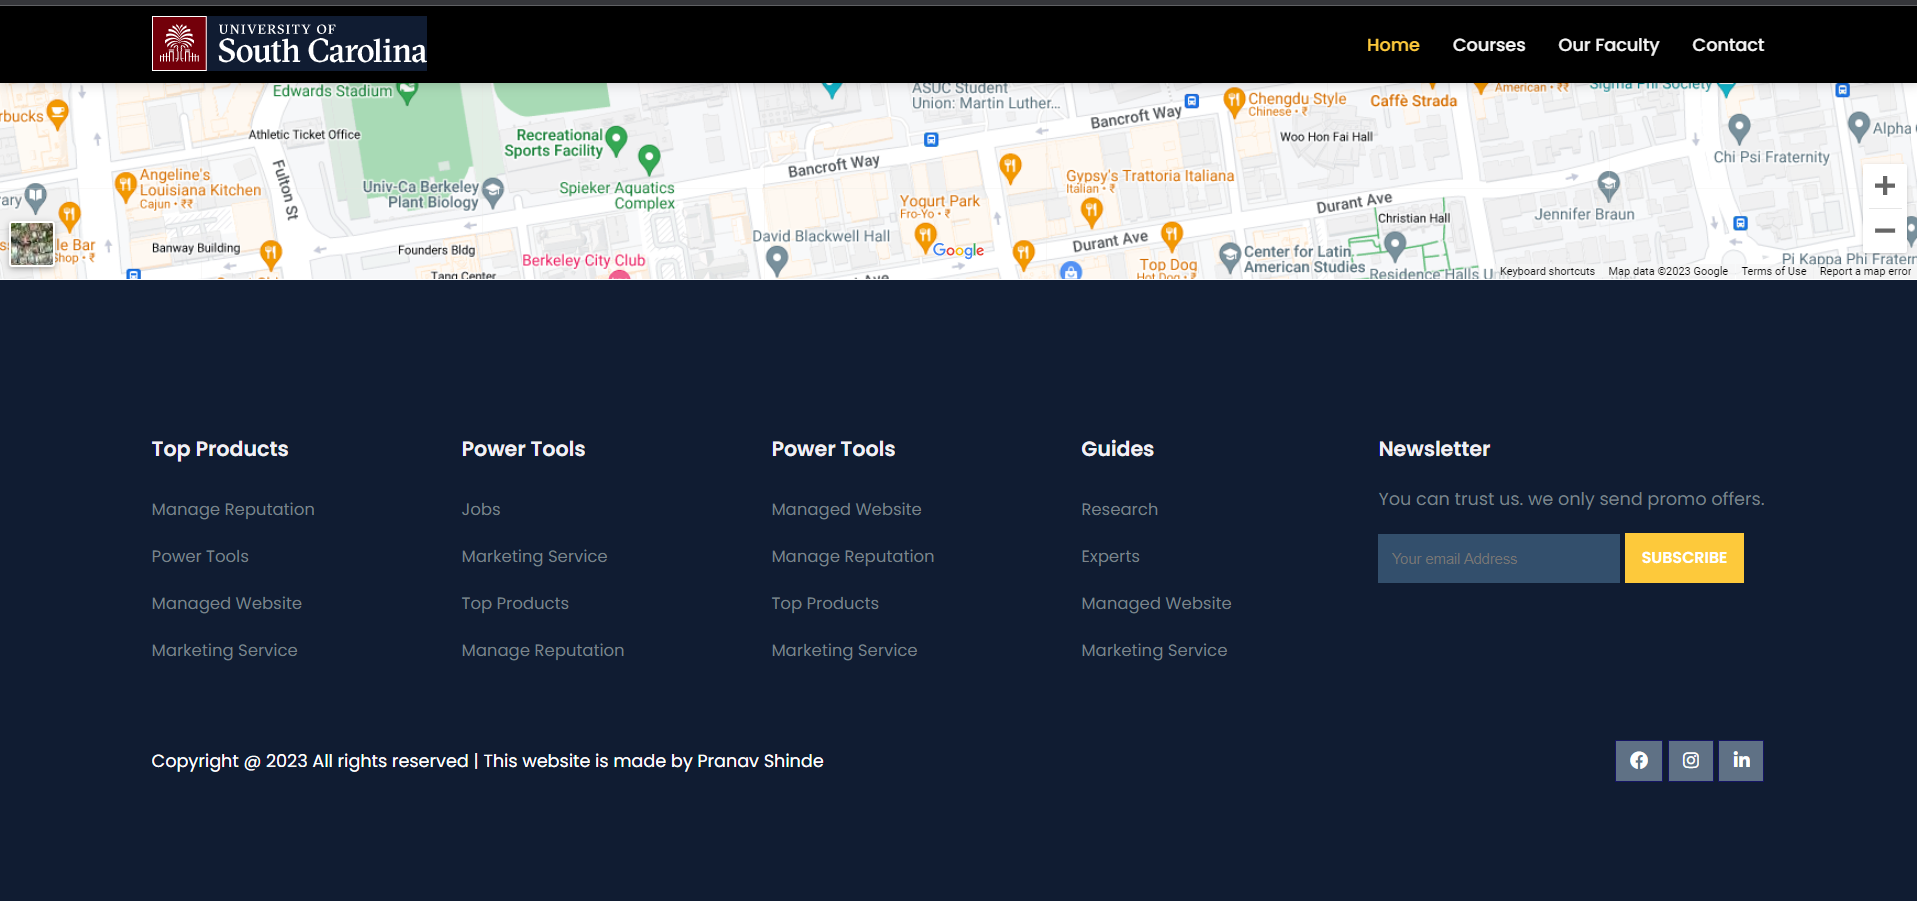 UNIVERSITY OF
South Carolina
Home Courses Our Faculty Contact
Edwards Stadium
ASUC Student
Union: Martin Luther...
American • ₹₹
Chengdu Style
Chinese • ₹
Caffè Strada
Bancroft Way
Athletic Ticket Office
Recreational
Sports Facility
Woo Hon Fai Hall
Alpha
Chi Psi Fraternity
Bancroft Way
Fulton St
Angeline's
Louisiana Kitchen
Cajun • ₹₹
Univ-Ca Berkeley
Plant Biology
Spieker Aquatics
Complex
Gypsy's Trattoria Italiana
Italian • ₹
Yogurt Park
Fro-Yo • ₹
Durant Ave
Christian Hall
Jennifer Braun
David Blackwell Hall
Durant Ave
Banway Building
Founders Bldg
le Bar
Shop • ₹
Google
Center for Latin
American Studies
Berkeley City Club
Top Dog
Hot Dog • ₹
Tang Center
Pi Kappa Phi Fratern
Residence Halls
Keyboard shortcuts Map data ©2023 Google Terms of Use Report a map error
Top Products
Manage Reputation
Power Tools
Managed Website
Marketing Service
Power Tools
Jobs
Marketing Service
Top Products
Manage Reputation
Power Tools
Managed Website
Manage Reputation
Top Products
Marketing Service
Guides
Research
Experts
Managed Website
Marketing Service
Newsletter
You can trust us. we only send promo offers.
Your email Address
SUBSCRIBE
Copyright @ 2023 All rights reserved | This website is made by Pranav Shinde